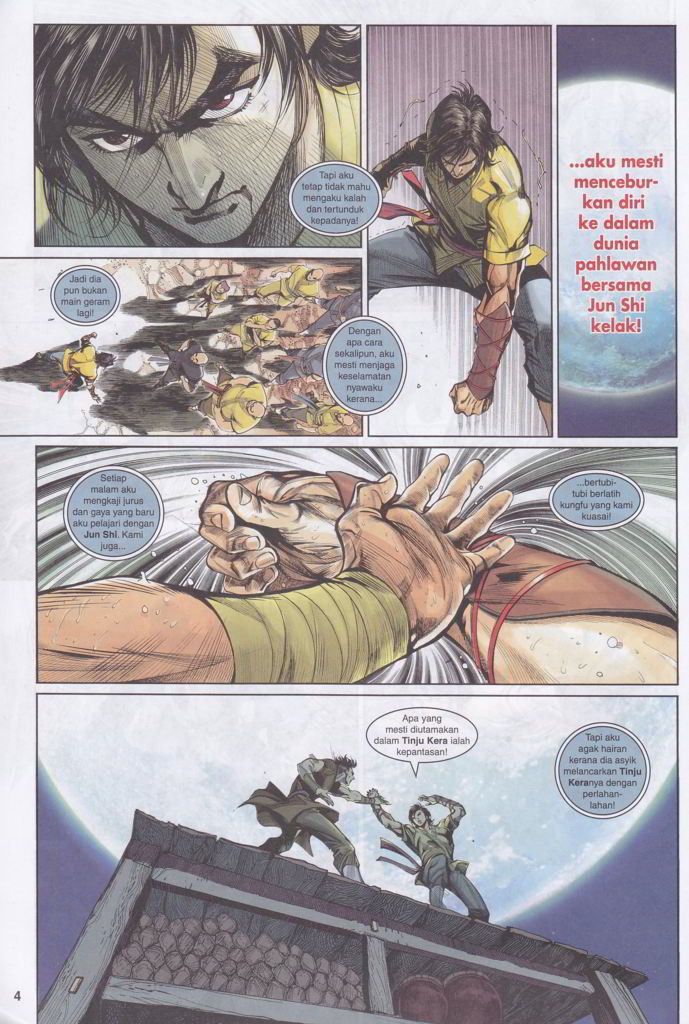 Tapi aku
tetap tidak mahu
mengaku kalah
dan tertunduk
kepadanya!
Jadi dia
pun bukan
main geram
lagi!
Dengan
apa cara
sekalipun, aku
mesti menjaga
keselamatan
nyawaku
kerana...
...aku mesti
mencebur-
kan diri
ke dalam
dunia
pahlawan
bersama
Jun Shi
kelak!
Setiap
malam aku
mengkaji jurus
dan gaya yang baru
aku pelajari dengan
Jun Shi. Kami
juga...
...bertubi-
tubi berlatih
kungfu yang kami
kuasai!
Apa yang
mesti diutamakan
dalam Tinju Kera ialah
kepantasan!
Tapi aku
agak hairan
kerana dia asyik
melancarkan Tinju
Keranya dengan
perlahan-
lahan!
4